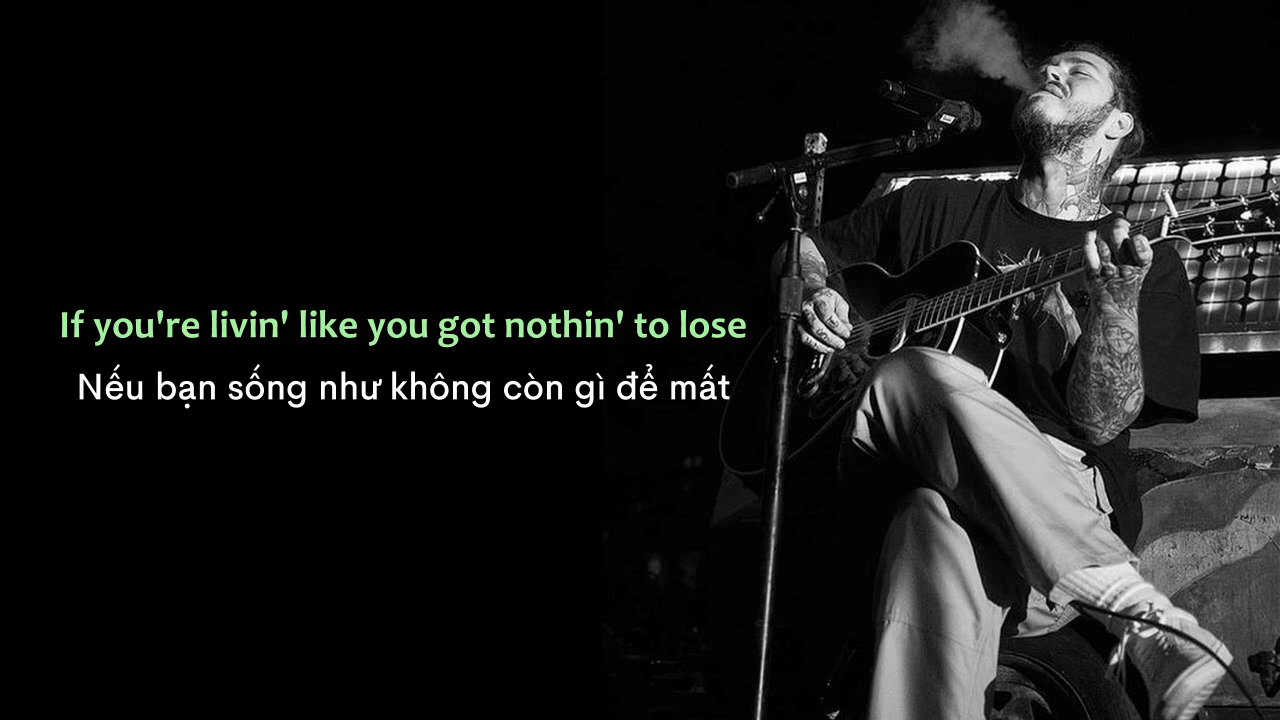 If you're livin' like you got nothin' to lose
Nếu bạn sống như không còn gì để mất